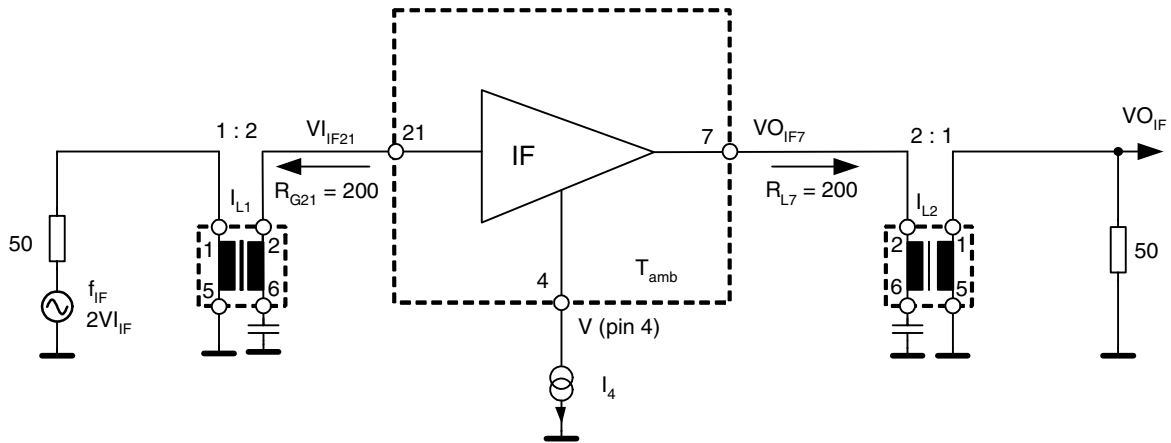 1 : 2
VI_IF21
21
IF
7
VO_IF7
2 : 1
VO_IF
R_G21 = 200
R_L7 = 200
I_L1
I_L2
50
1
2
5
6
f_IF
2VI_IF
4
T_amb
V (pin 4)
I_4
2
1
6
5
50